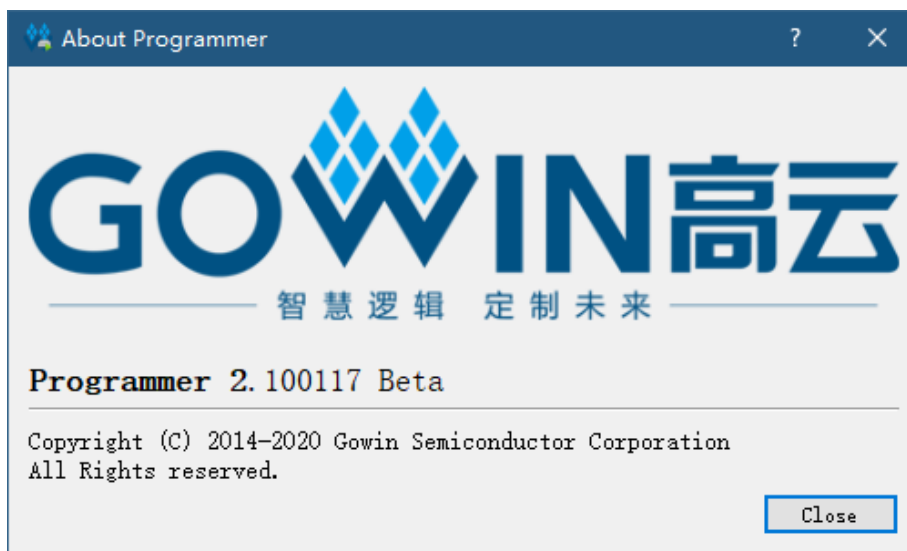 About Programmer
GOWIN高云
智慧逻辑 定制未来
Programmer 2.100117 Beta
Copyright (C) 2014-2020 Gowin Semiconductor Corporation
All Rights reserved.
Close